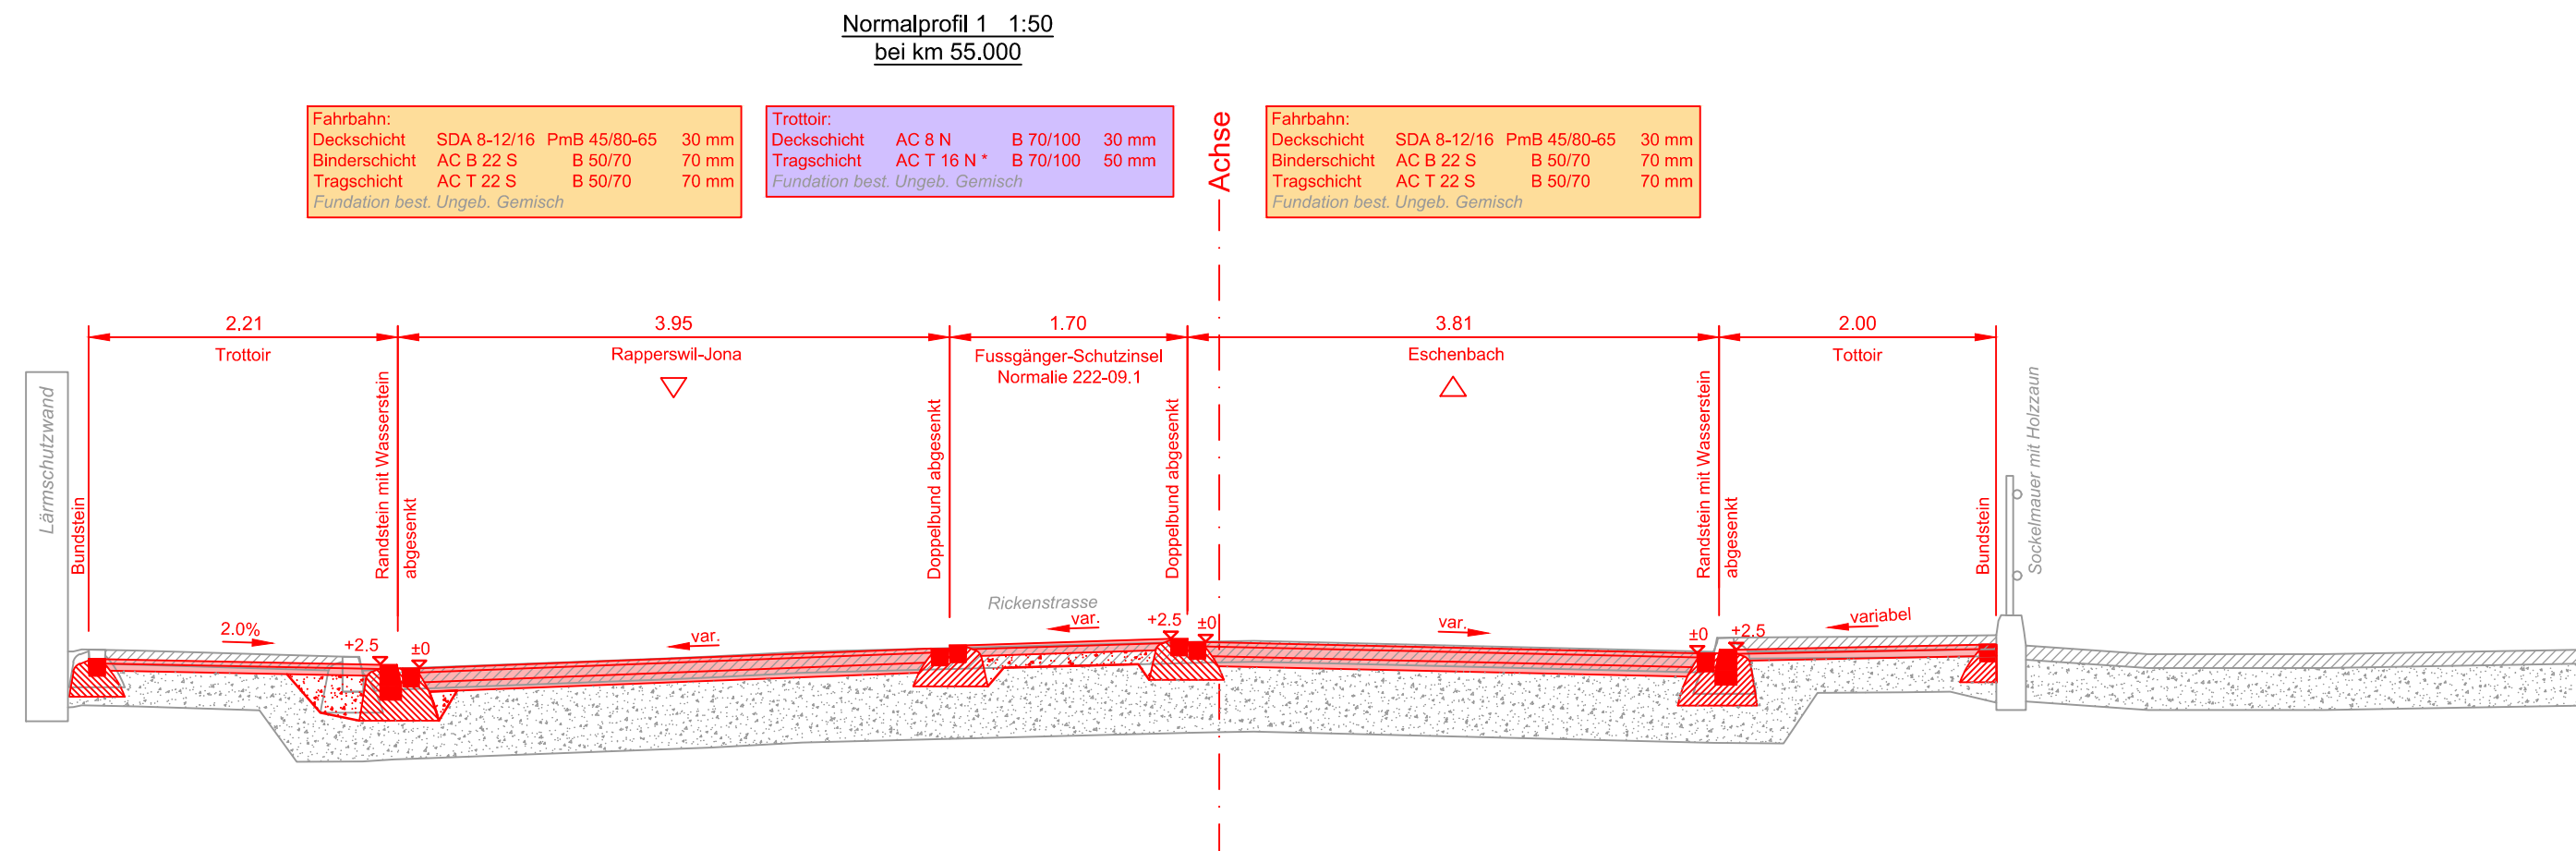 Normalprofil 1 1:50
bei km 55.000
Fahrbahn:
Deckschicht SDA 8-12/16 PmB 45/80-65 30 mm
Binderschicht AC B 22 S B 50/70 70 mm
Tragschicht AC T 22 S B 50/70 70 mm
Fundation best. Ungeb. Gemisch
Trottoir:
Deckschicht AC 8 N B 70/100 30 mm
Tragschicht AC T 16 N * B 70/100 50 mm
Fundation best. Ungeb. Gemisch
Achse
Fahrbahn:
Deckschicht SDA 8-12/16 PmB 45/80-65 30 mm
Binderschicht AC B 22 S B 50/70 70 mm
Tragschicht AC T 22 S B 50/70 70 mm
Fundation best. Ungeb. Gemisch
2.21
Trottoir
3.95
Rapperswil-Jona
1.70
Fussgänger-Schutzinsel
Normalie 222-09.1
3.81
Eschenbach
2.00
Tottoir
Lärmschutzwand
Bundstein
Randstein mit Wasserstein
abgesenkt
Doppelbund abgesenkt
Doppelbund abgesenkt
Randstein mit Wasserstein
abgesenkt
Bundstein
Sockelmauer mit Holzzaun
Rickenstrasse
2.0%
+2.5
±0
var.
var.
+2.5
±0
var.
±0
+2.5
variabel